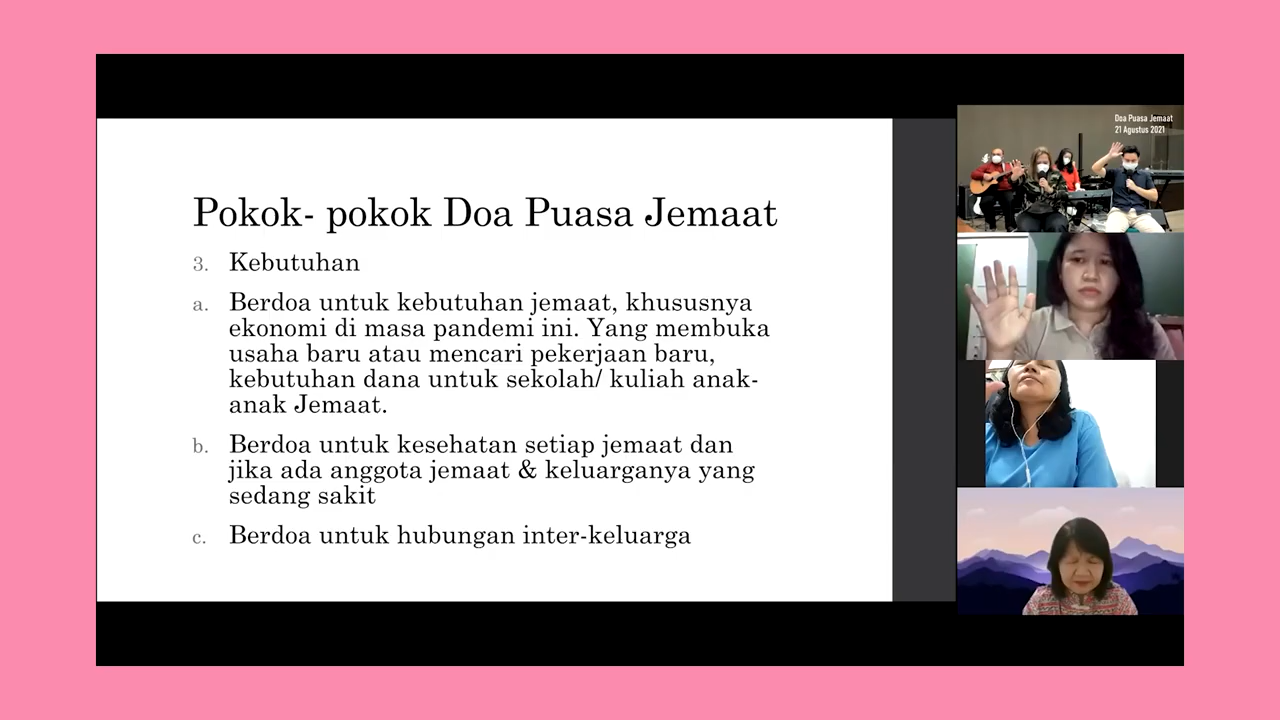 Pokok- pokok Doa Puasa Jemaat
3. Kebutuhan
a. Berdoa untuk kebutuhan jemaat, khususnya
ekonomi di masa pandemi ini. Yang membuka
usaha baru atau mencari pekerjaan baru,
kebutuhan dana untuk sekolah/ kuliah anak-
anak Jemaat.
b. Berdoa untuk kesehatan setiap jemaat dan
jika ada anggota jemaat & keluarganya yang
sedang sakit
c. Berdoa untuk hubungan inter-keluarga
Doa Puasa Jemaat
21 Agustus 2021